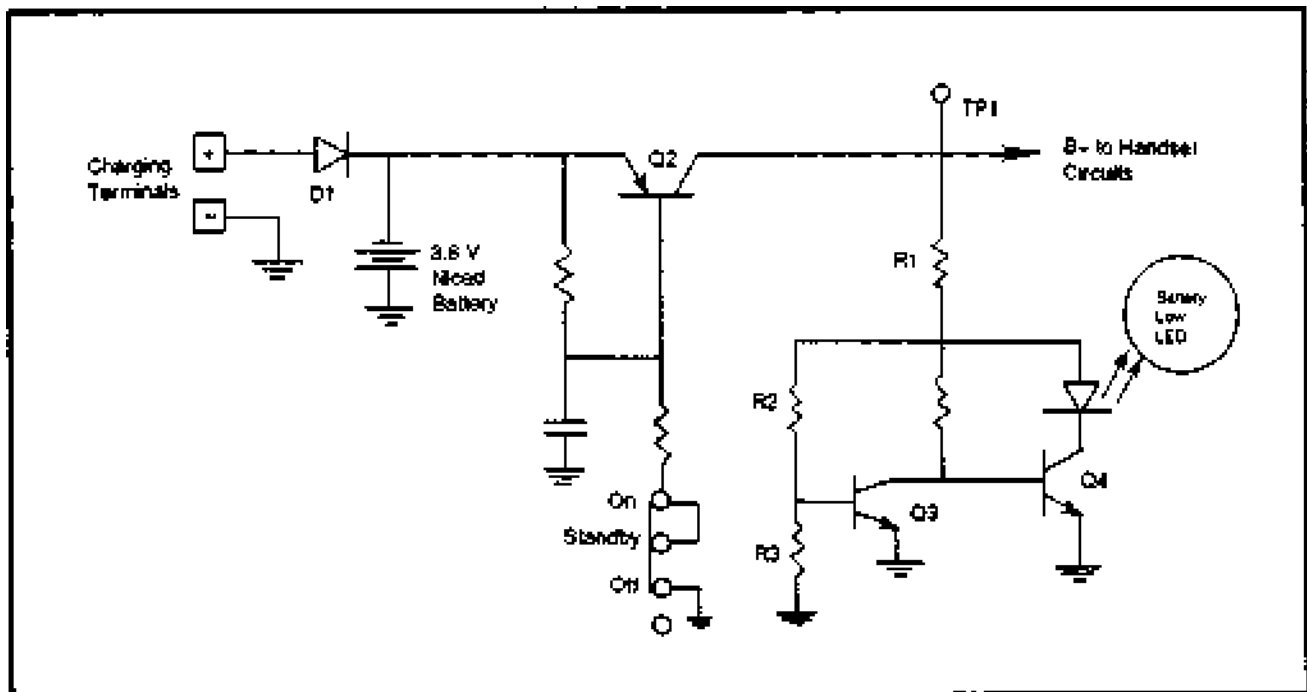 TP1
+
Q2
B+ to Handset
Circuits
Charging
Terminals
D1
-
3.6 V
Nicad
Battery
R1
Battery
Low
LED
R2
Q4
On
Q3
Standby
R3
Off